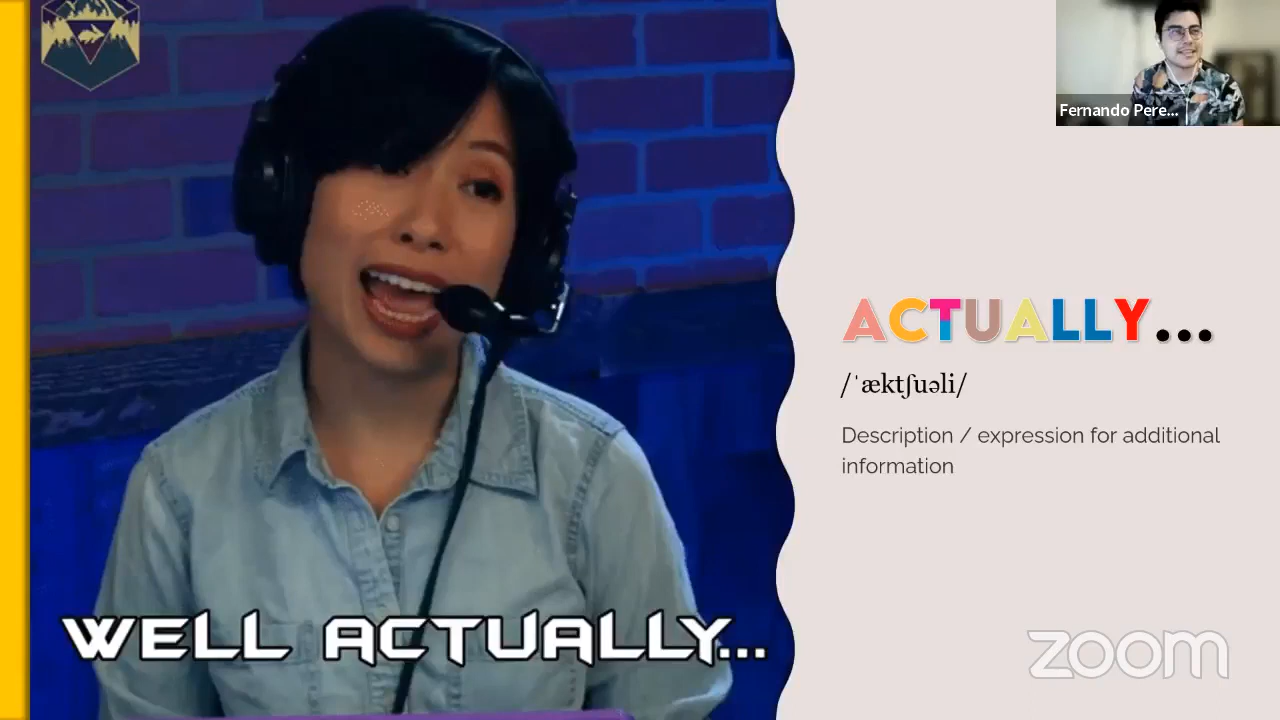 Fernando Pere...
ACTUALLY...
/ˈæktʃuəli/
Description / expression for additional
information
WELL ACTUALLY...
zoom